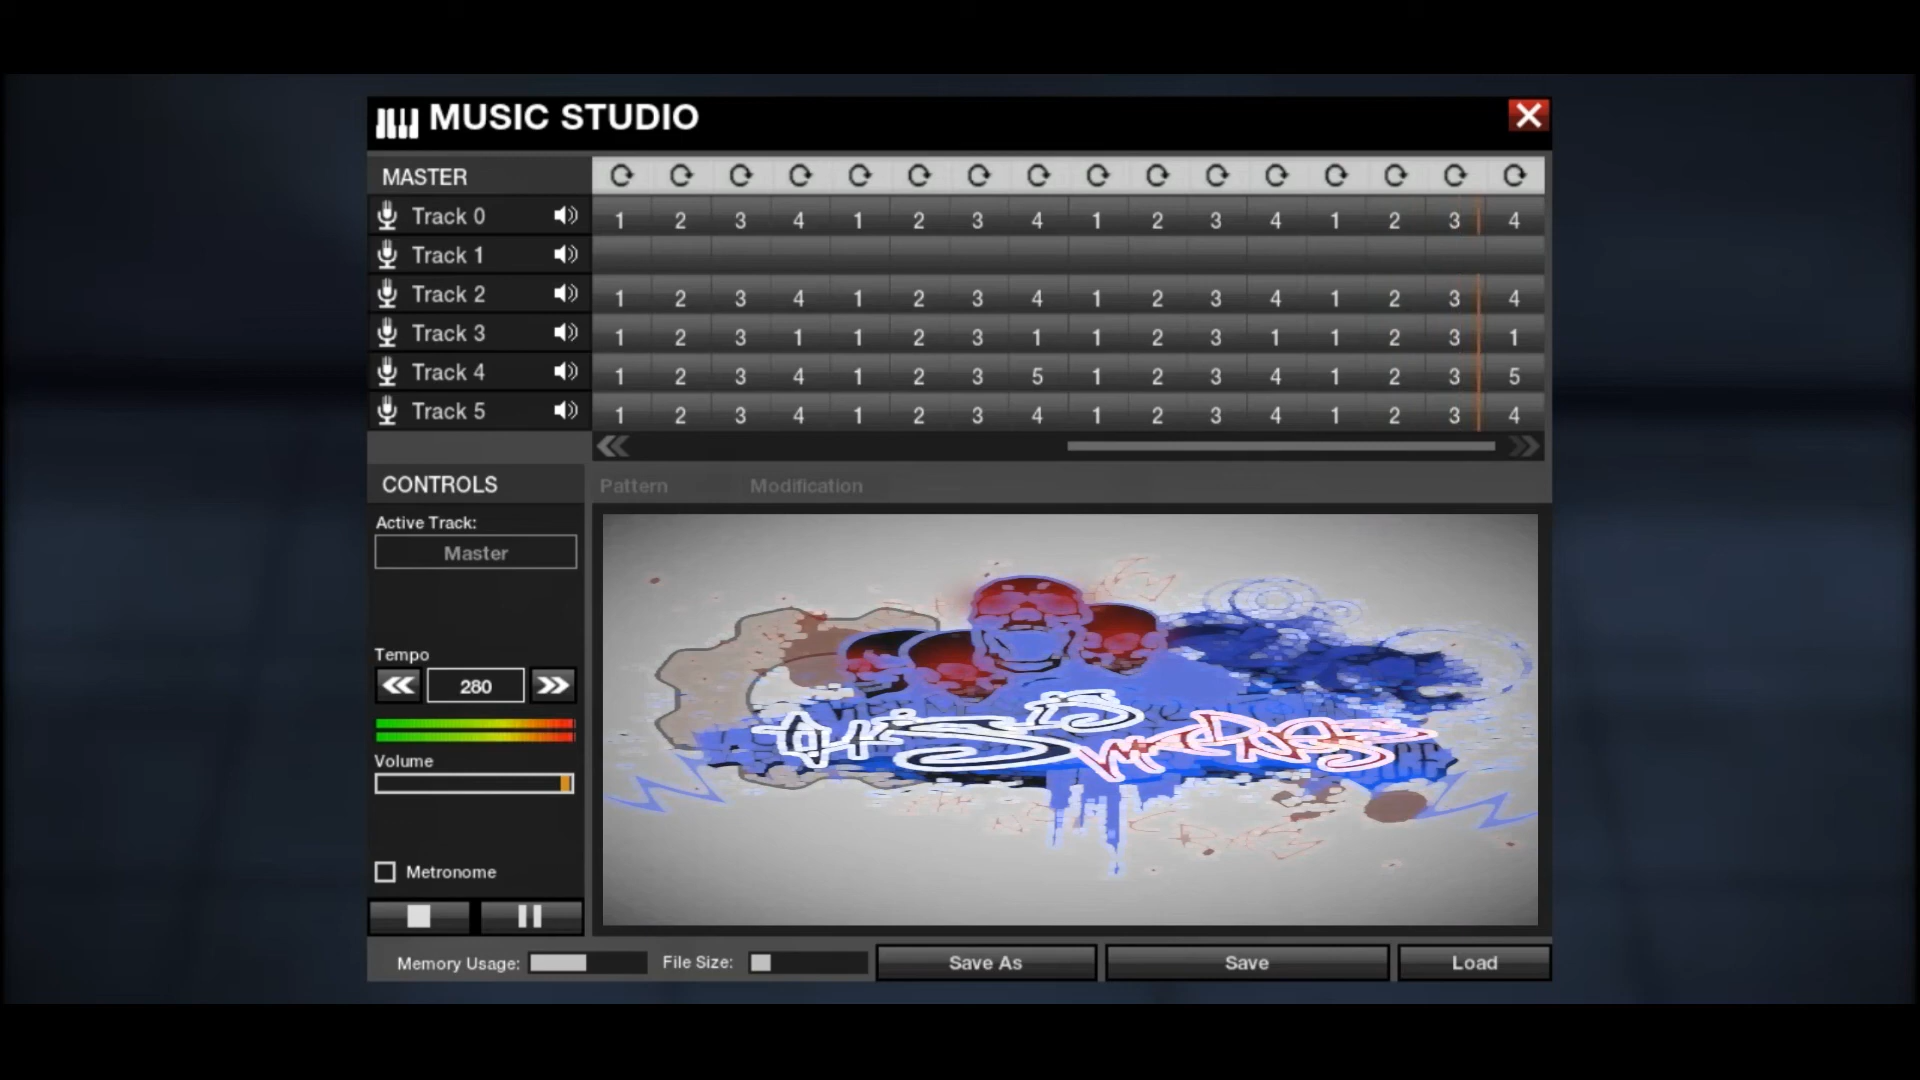 MUSIC STUDIO
MASTER
Track 0 1 2 3 4 1 2 3 4 1 2 3 4 1 2 3 4
Track 1
Track 2 1 2 3 4 1 2 3 4 1 2 3 4 1 2 3 4
Track 3 1 2 3 1 1 2 3 1 1 2 3 1 1 2 3 1
Track 4 1 2 3 4 1 2 3 5 1 2 3 4 1 2 3 5
Track 5 1 2 3 4 1 2 3 4 1 2 3 4 1 2 3 4
CONTROLS Pattern Modification
Active Track:
Master
Tempo
280
Volume
Metronome
Memory Usage: File Size: Save As Save Load